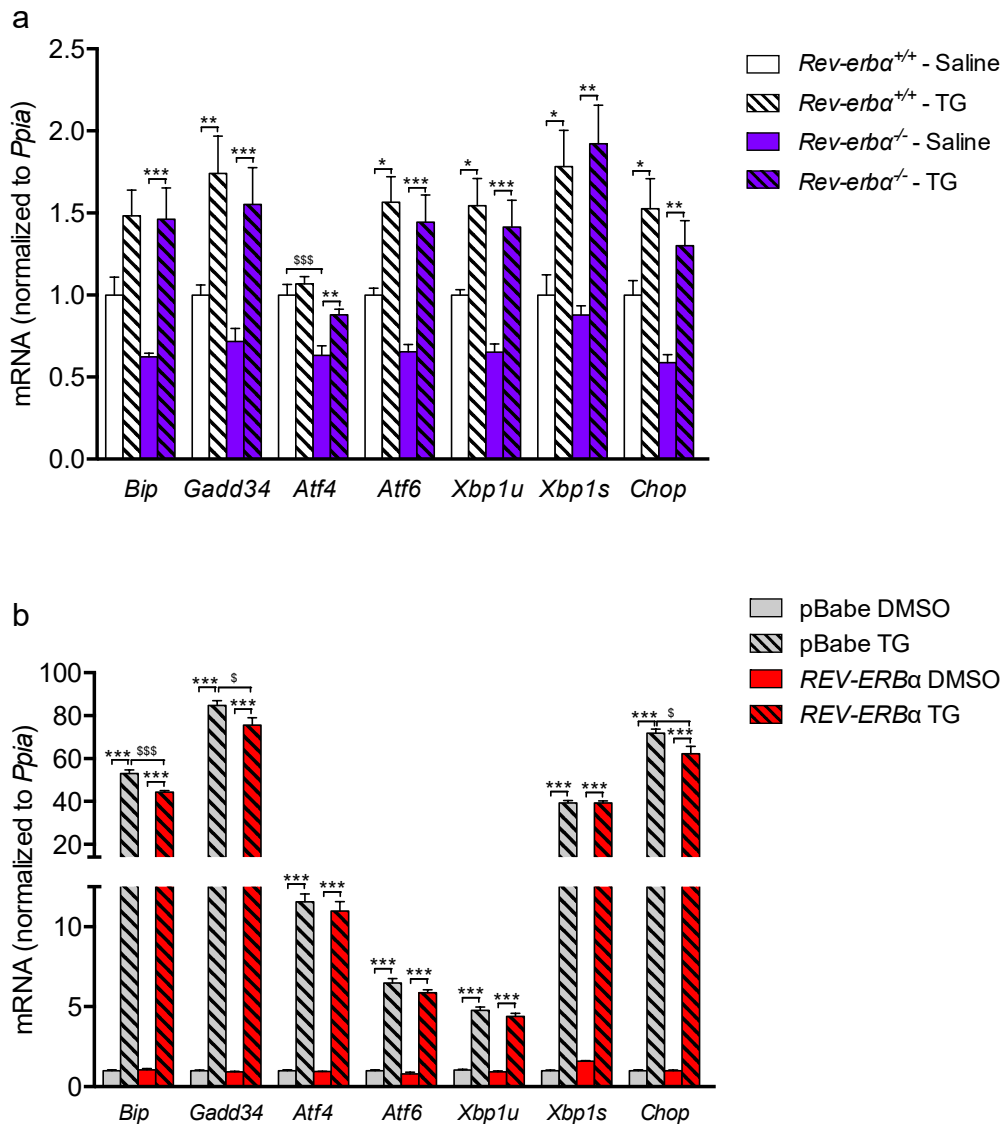 a
mRNA (normalized to Ppia)
2.5
2.0
1.5
1.0
0.5
0.0
*** ** *** $$$ ** * *** * *** * ** * **
Bip Gadd34 Atf4 Atf6 Xbp1u Xbp1s Chop
Rev-erbα+/+ - Saline
Rev-erbα+/+ - TG
Rev-erbα-/- - Saline
Rev-erbα-/- - TG
b
mRNA (normalized to Ppia)
100
80
60
40
20
10
5
0
*** $$$ *** *** $ *** *** *** *** *** *** *** *** *** *** $ ***
Bip Gadd34 Atf4 Atf6 Xbp1u Xbp1s Chop
pBabe DMSO
pBabe TG
REV-ERBα DMSO
REV-ERBα TG